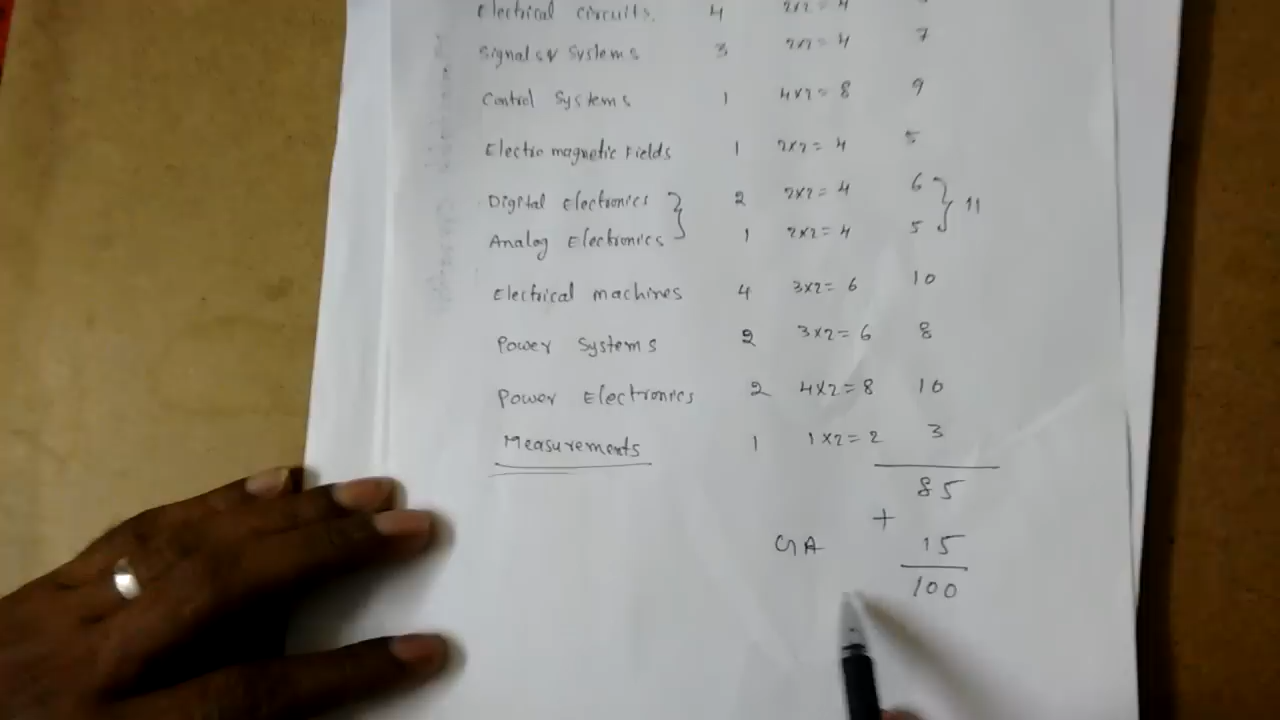 Electrical circuits. 4 2x2 = 4
Signals & Systems 3 2x2 = 4 7
Control Systems 1 4x2 = 8 9
Electro magnetic Fields 1 2x2 = 4 5
Digital Electronics 2 2x2 = 4 6
} } 11
Analog Electronics 1 2x2 = 4 5
Electrical machines 4 3x2 = 6 10
Power Systems 2 3x2 = 6 8
Power Electronics 2 4x2 = 8 10
Measurements 1 1x2 = 2 3
85
+
GA 15
100